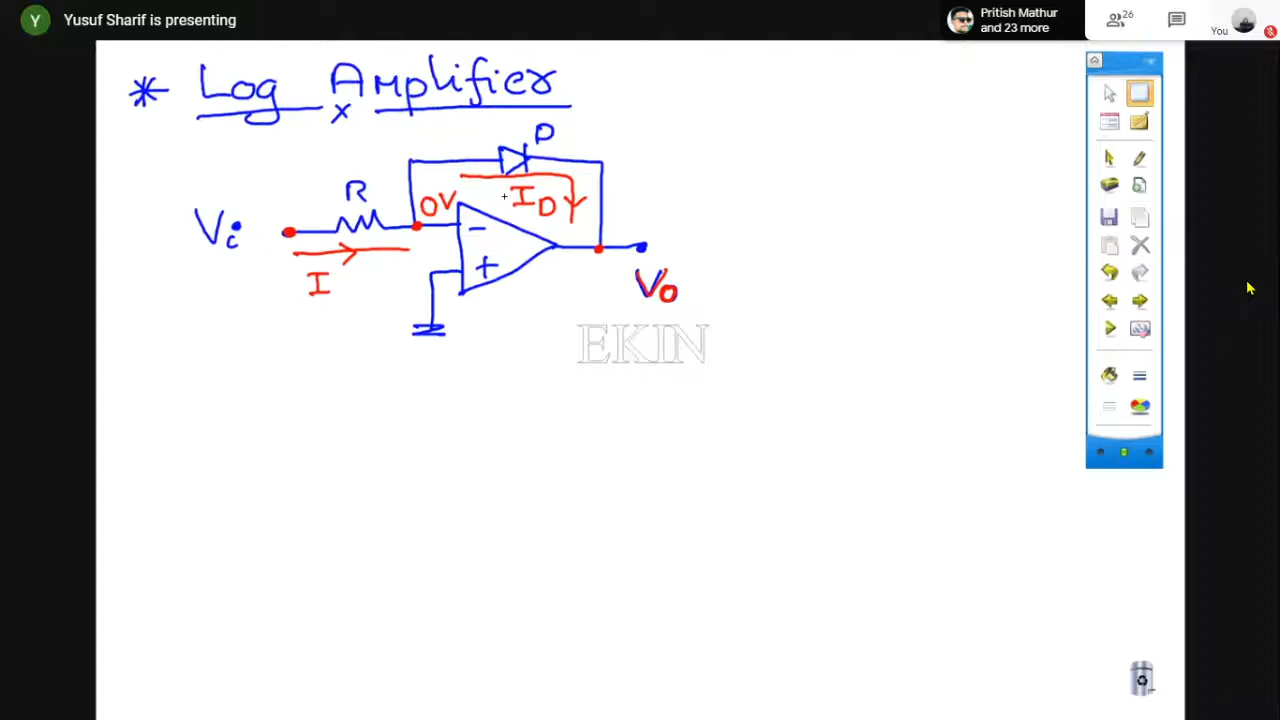 Y Yusuf Sharif is presenting
Pritish Mathur
and 23 more
26
You
* Log Amplifier
x
D
R
Vi
0V
ID
-
+
I
Vo
EKIN